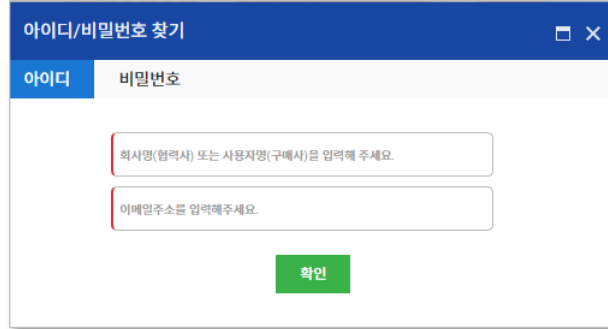 아이디/비밀번호 찾기
아이디 비밀번호
회사명(협력사) 또는 사용자명(구매사)을 입력해 주세요.
이메일주소를 입력해주세요.
확인